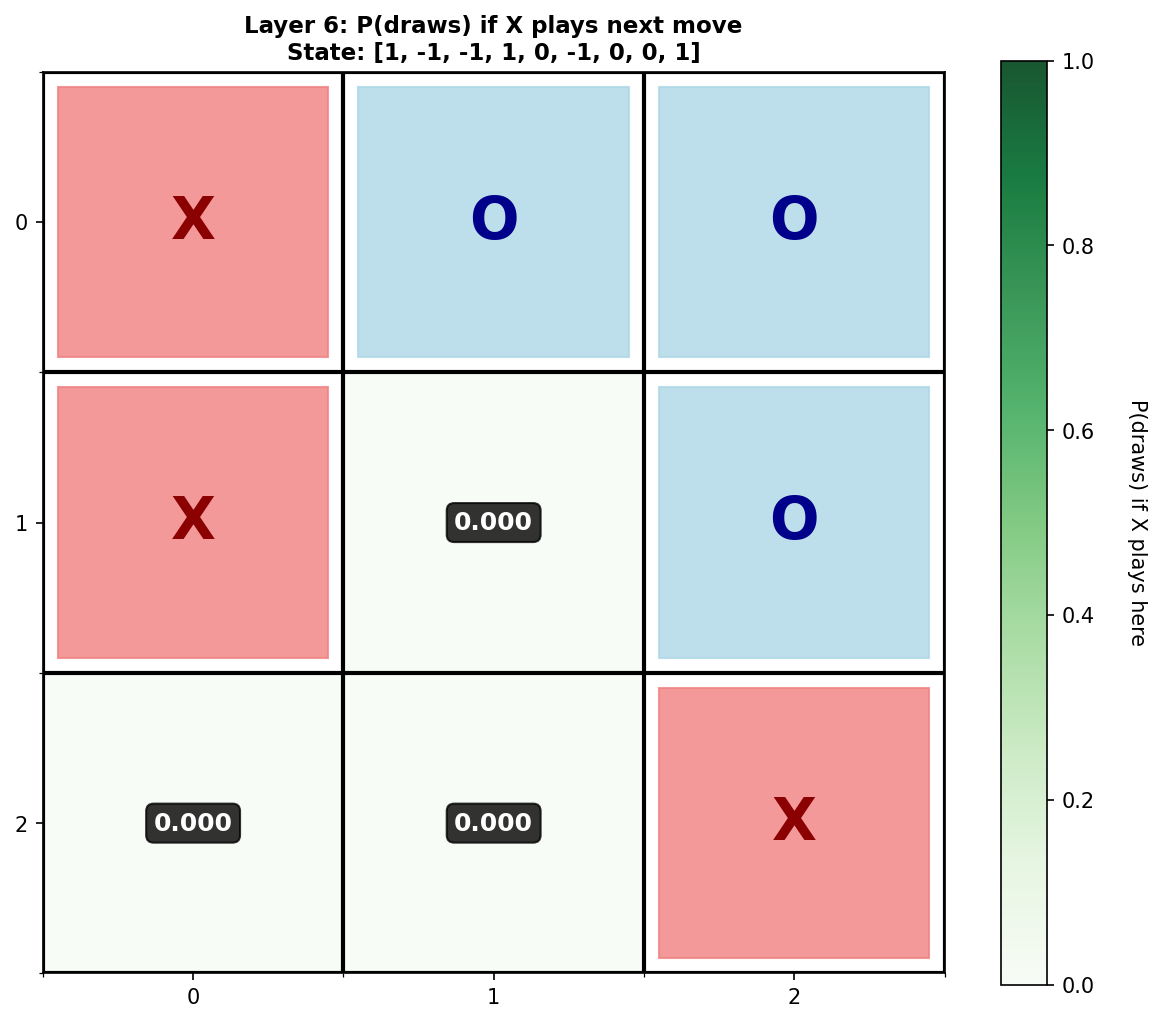 Layer 6: P(draws) if X plays next move
State: [1, -1, -1, 1, 0, -1, 0, 0, 1]
X O O
X 0.000 O
0.000 0.000 X
0
1
2
0 1 2
1.0
0.8
0.6
0.4
0.2
0.0
P(draws) if X plays here